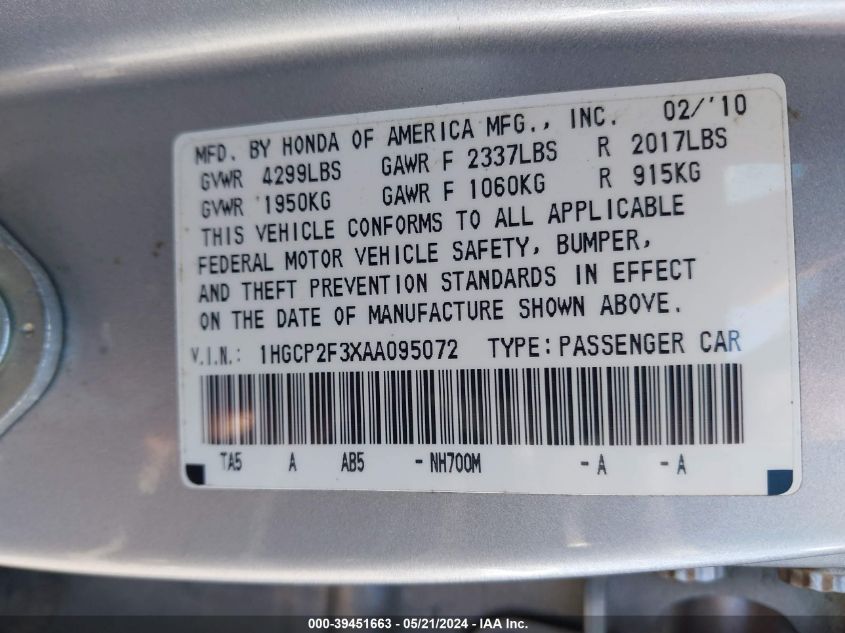 MFD. BY HONDA OF AMERICA MFG., INC. 02/'10
GVWR 4299LBS GAWR F 2337LBS R 2017LBS
GVWR 1950KG GAWR F 1060KG R 915KG
THIS VEHICLE CONFORMS TO ALL APPLICABLE
FEDERAL MOTOR VEHICLE SAFETY, BUMPER,
AND THEFT PREVENTION STANDARDS IN EFFECT
ON THE DATE OF MANUFACTURE SHOWN ABOVE.
V.I.N.: 1HGCP2F3XAA095072 TYPE: PASSENGER CAR
TA5 A AB5 -NH700M -A -A
000-39451663 / 05/21/2024 - IAA Inc.